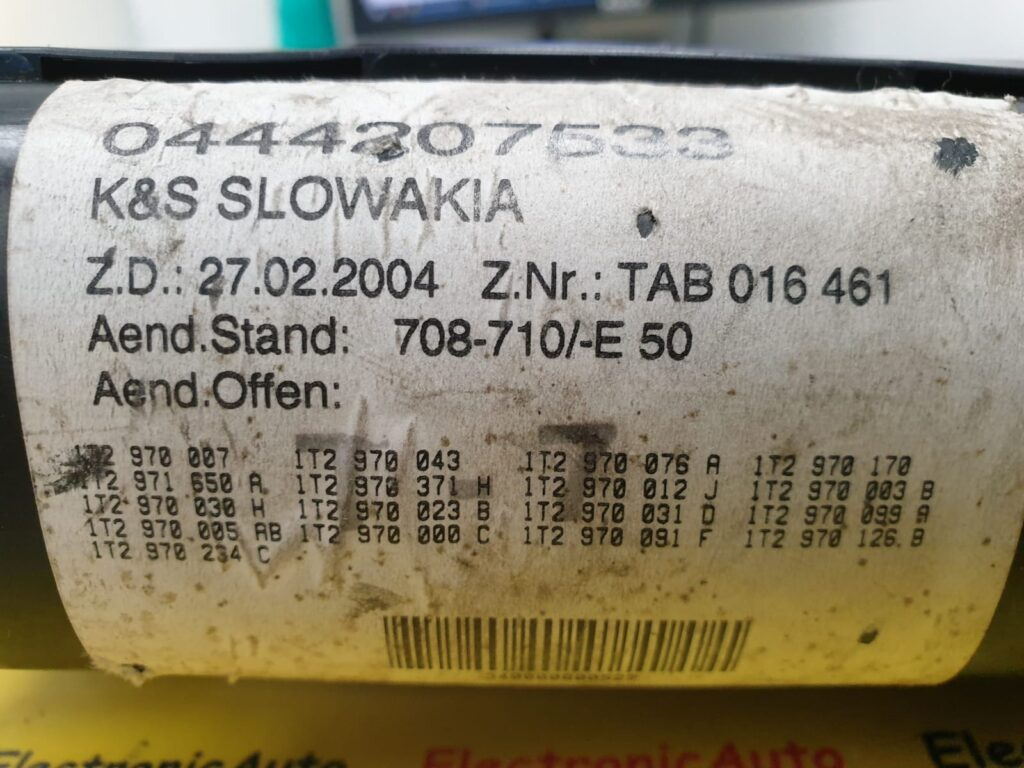 0444207533
K&S SLOWAKIA
Z.D.: 27.02.2004 Z.Nr.: TAB 016 461
Aend.Stand: 708-710/-E 50
Aend.Offen:
1T2 970 007 1T2 970 043 1T2 970 076 A 1T2 970 170
1T2 971 650 A 1T2 970 371 H 1T2 970 012 J 1T2 970 003 B
1T2 970 030 H 1T2 970 023 B 1T2 970 031 D 1T2 970 099 A
1T2 970 005 AB 1T2 970 000 C 1T2 970 091 F 1T2 970 126 B
1T2 970 234 C
ElectronicAuto ElectronicAuto